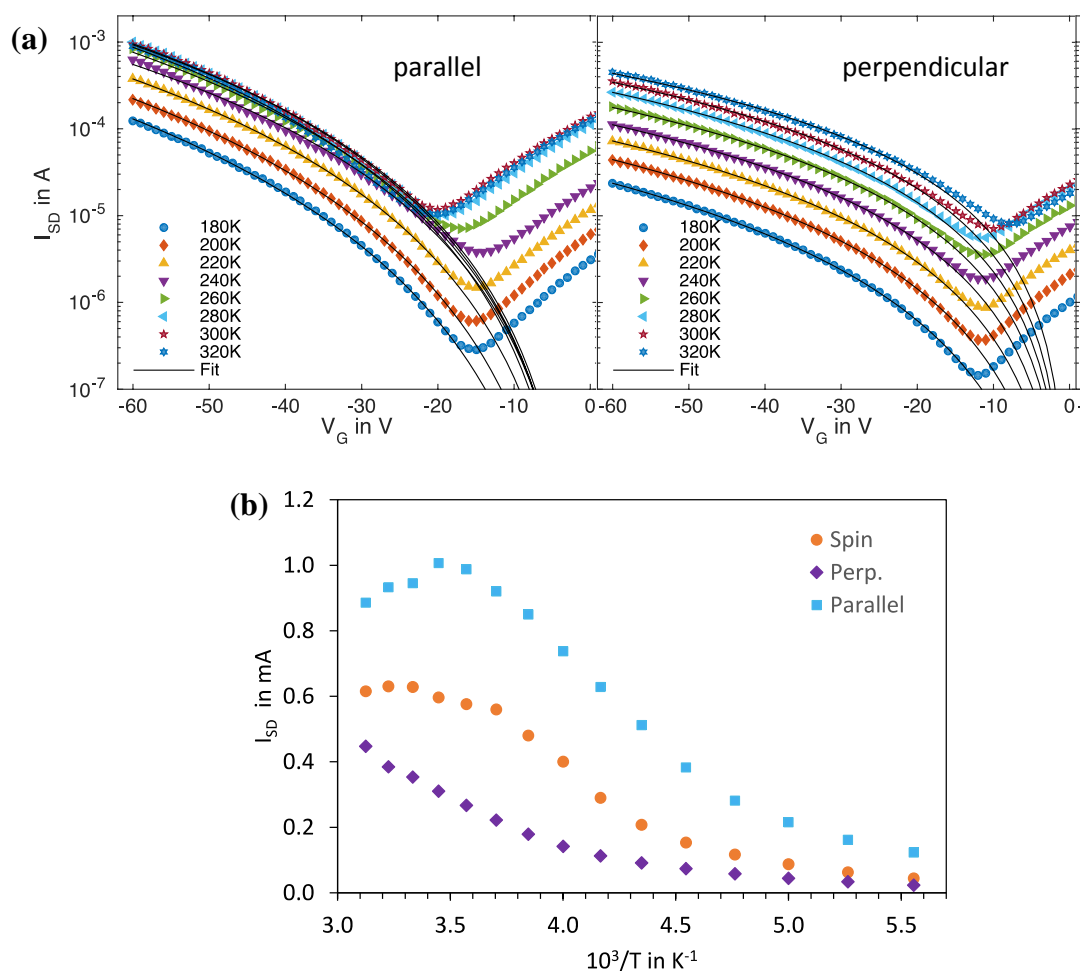 (a)
parallel
perpendicular
I_SD in A
10^-3
10^-4
10^-5
10^-6
10^-7
180K
200K
220K
240K
260K
280K
300K
320K
Fit
180K
200K
220K
240K
260K
280K
300K
320K
Fit
-60 -50 -40 -30 -20 -10 0
-60 -50 -40 -30 -20 -10 0
V_G in V
V_G in V
(b)
1.2
1.0
0.8
0.6
0.4
0.2
0.0
I_SD in mA
Spin
Perp.
Parallel
3.0 3.5 4.0 4.5 5.0 5.5
10^3/T in K^-1